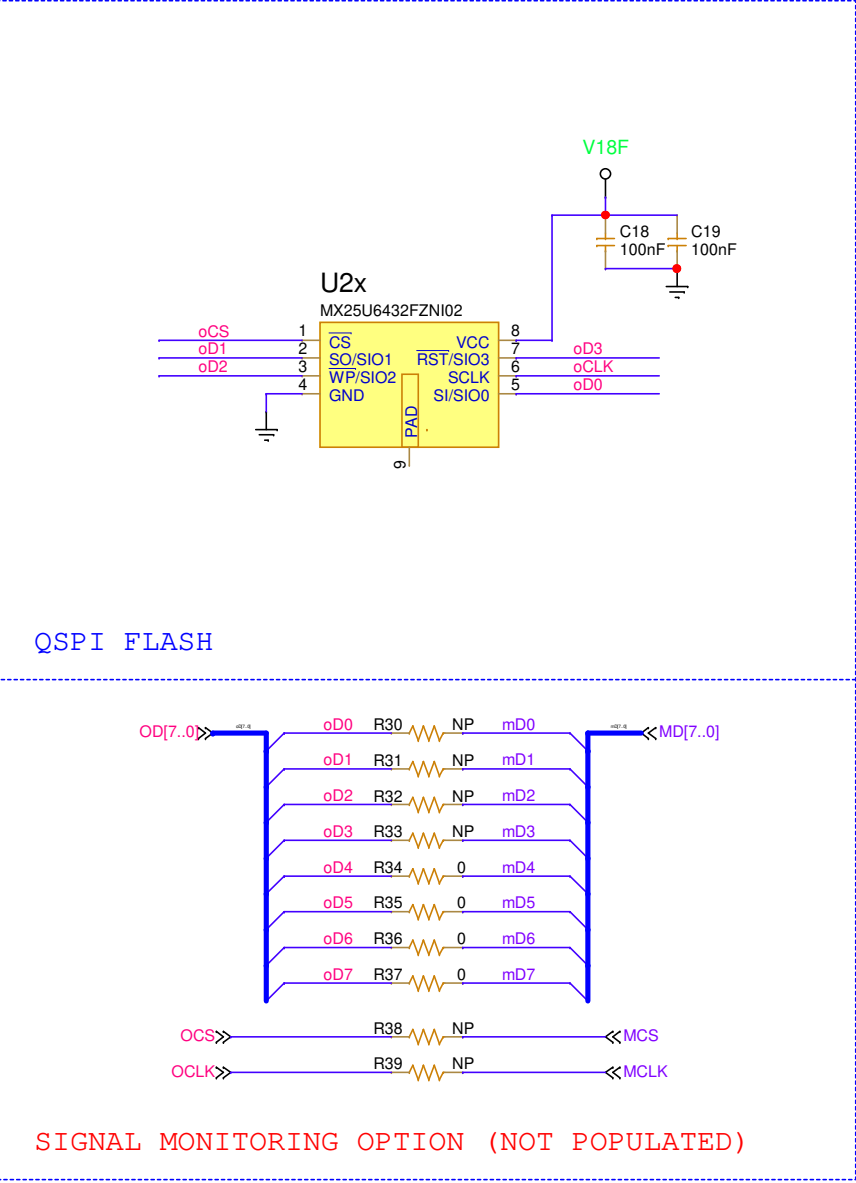 V18F
C18
100nF
C19
100nF
U2x
MX25U6432FZNI02
oCS 1 CS VCC 8
oD1 2 SO/SIO1 RST/SIO3 7 oD3
oD2 3 WP/SIO2 SCLK 6 oCLK
4 GND SI/SIO0 5 oD0
PAD
9
QSPI FLASH
OD[7..0] oD0 R30 NP mD0 MD[7..0]
oD1 R31 NP mD1
oD2 R32 NP mD2
oD3 R33 NP mD3
oD4 R34 0 mD4
oD5 R35 0 mD5
oD6 R36 0 mD6
oD7 R37 0 mD7
OCS R38 NP MCS
OCLK R39 NP MCLK
SIGNAL MONITORING OPTION (NOT POPULATED)